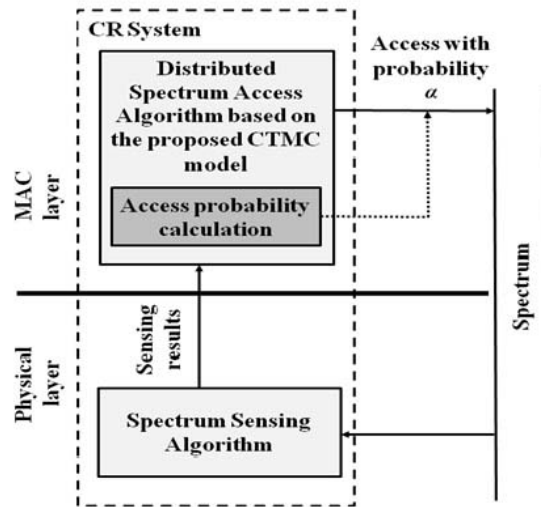 CR System
Distributed
Spectrum Access
Algorithm based on
the proposed CTMC
model
Access probability
calculation
Access with
probability
α
MAC
layer
Spectrum
Sensing
results
Physical
layer
Spectrum Sensing
Algorithm